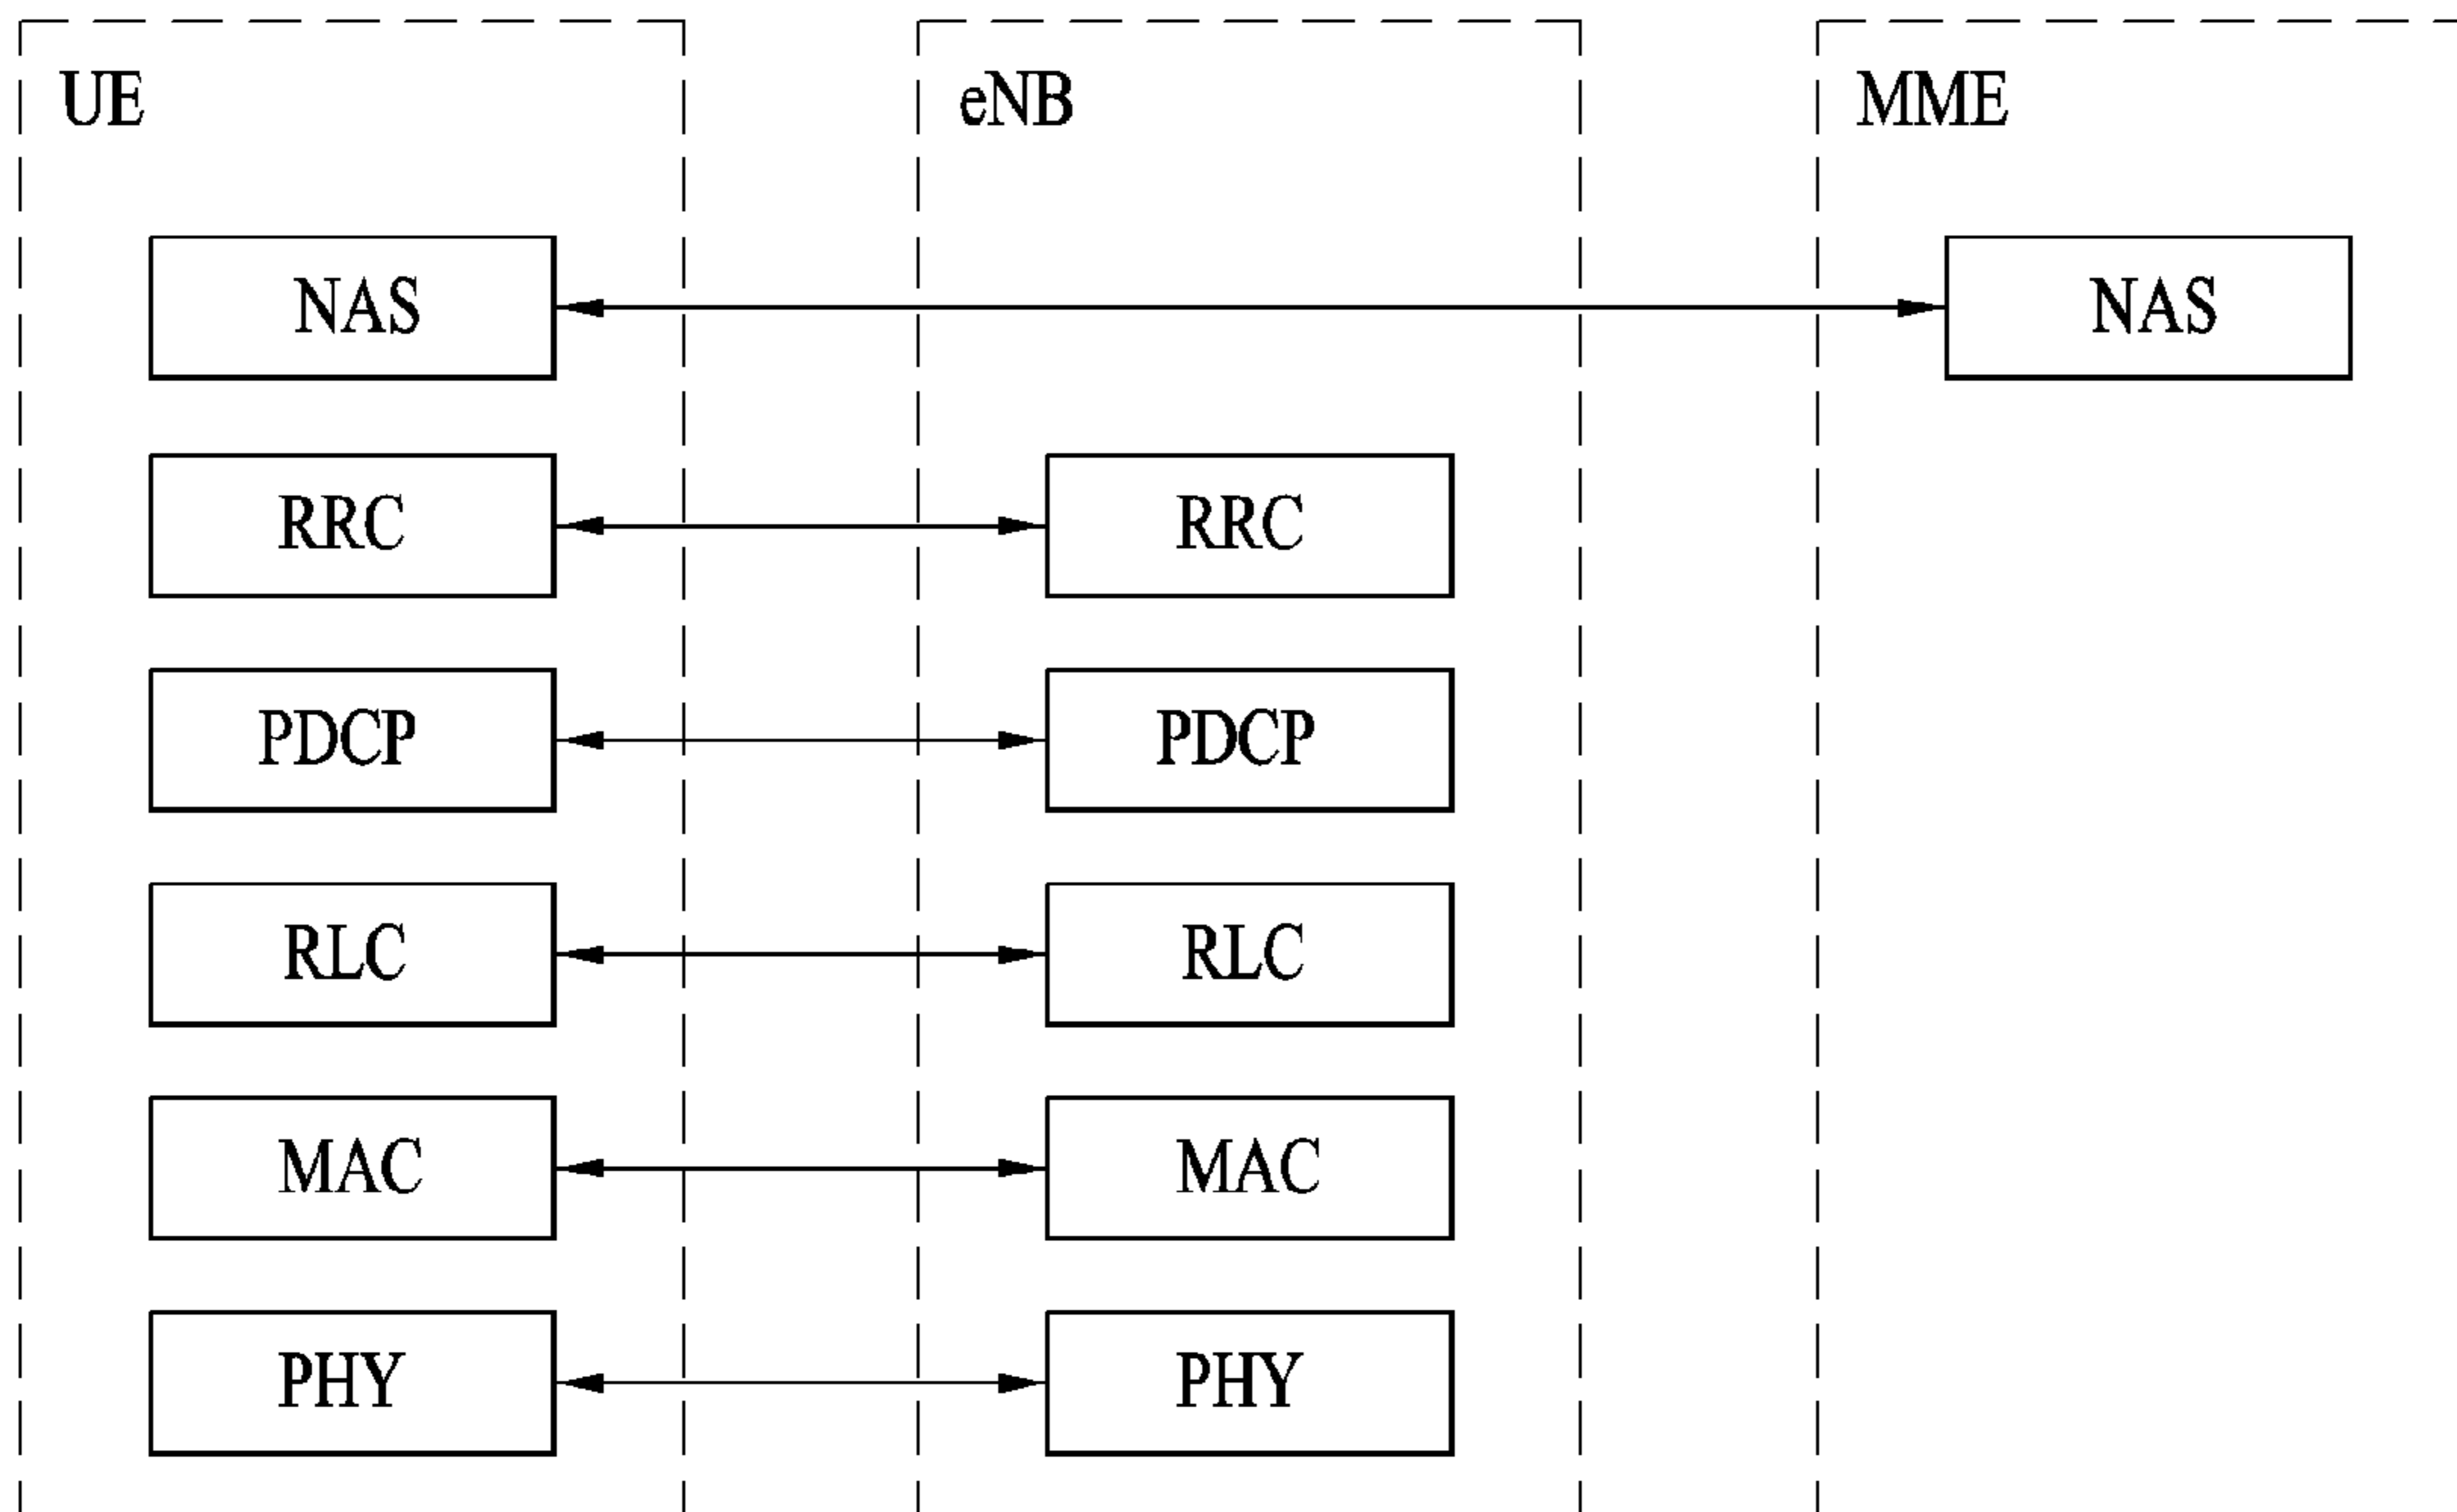 UE eNB MME
NAS NAS
RRC RRC
PDCP PDCP
RLC RLC
MAC MAC
PHY PHY